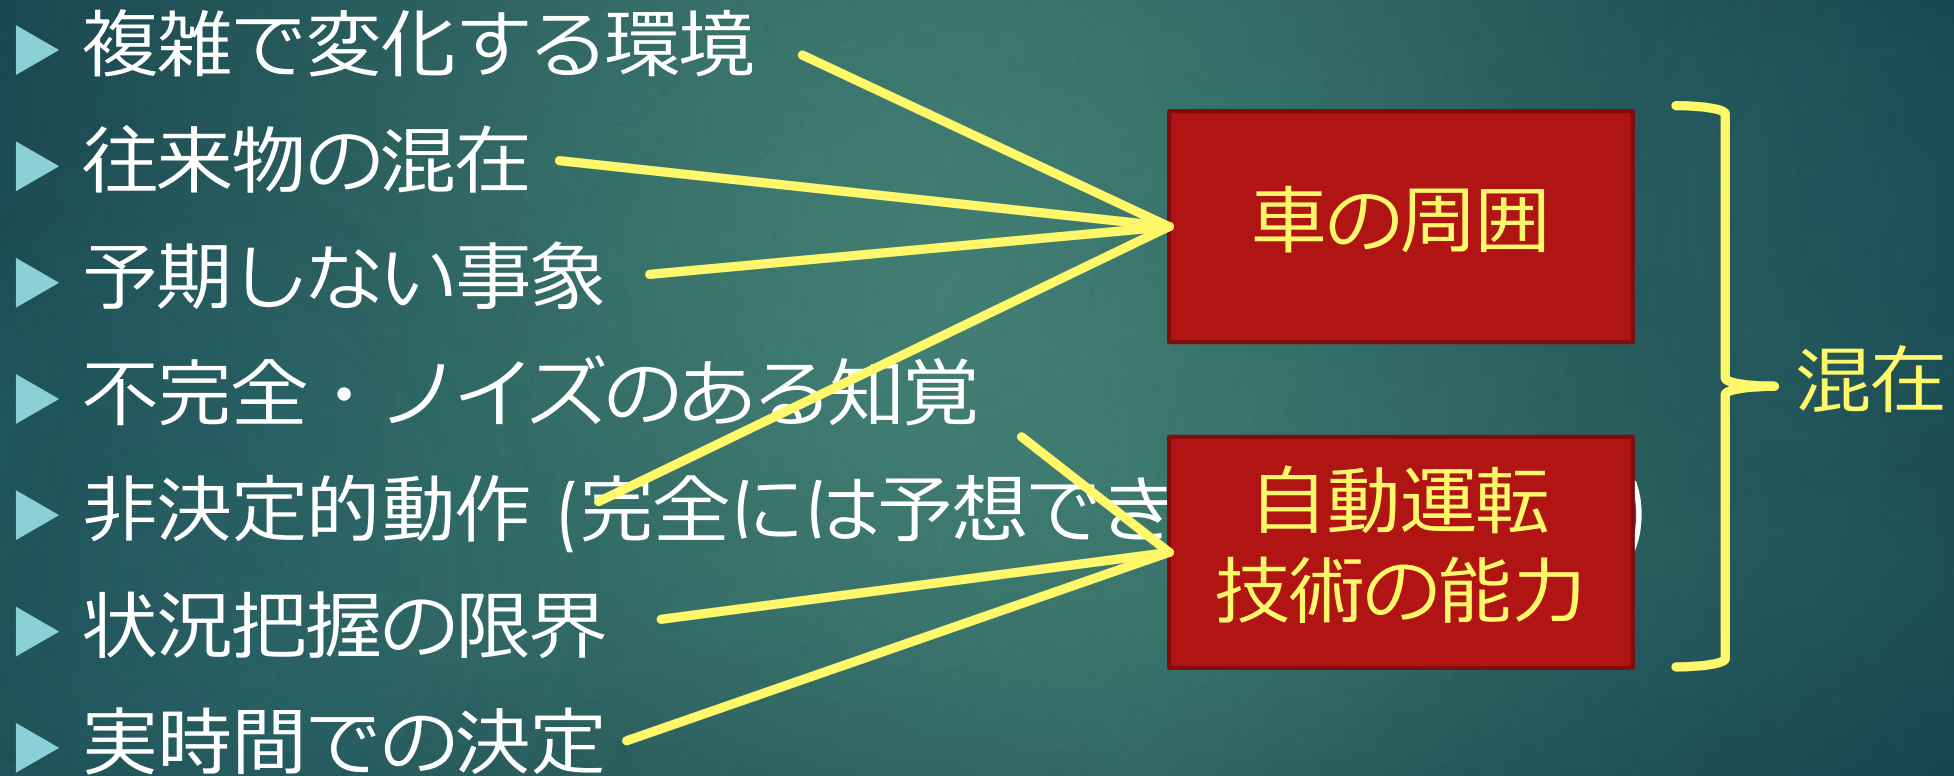 複雑で変化する環境
往来物の混在
予期しない事象
不完全・ノイズのある知覚
非決定的動作 (完全には予想でき)
状況把握の限界
実時間での決定
車の周囲
自動運転
技術の能力
混在